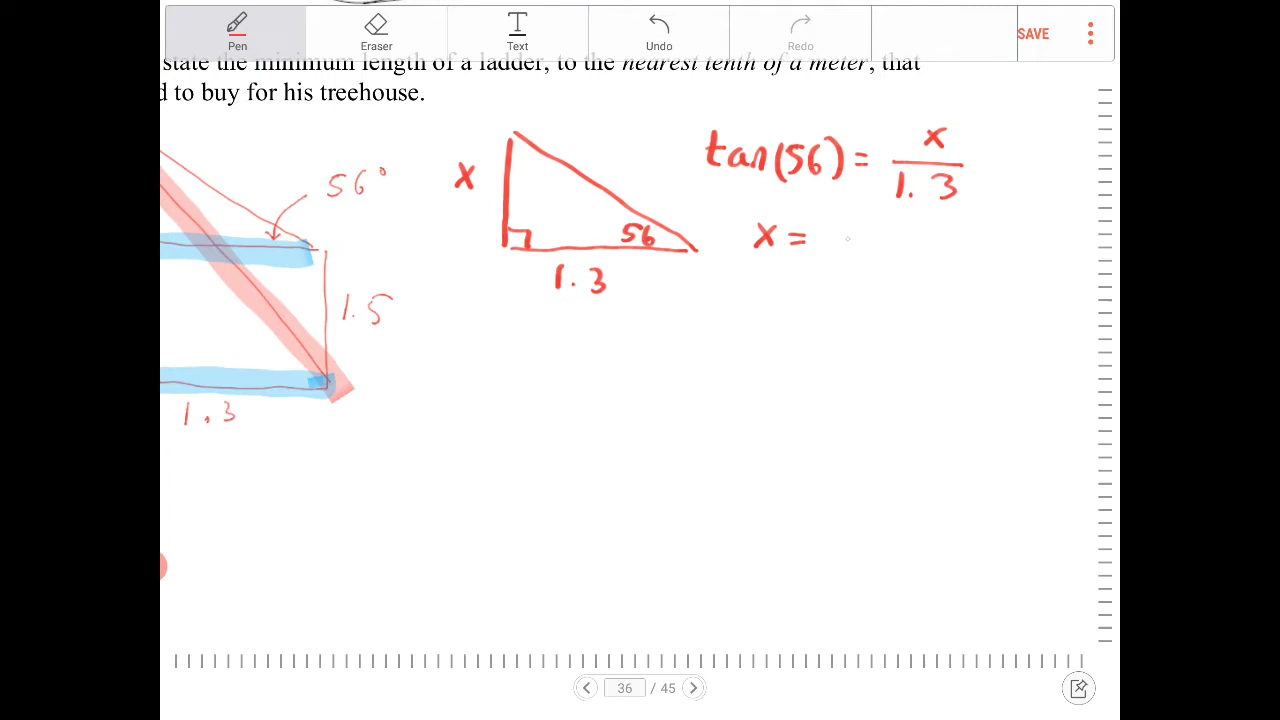 Pen Eraser Text Undo Redo SAVE
state the minimum length of a ladder, to the nearest tenth of a meter, that
d to buy for his treehouse.
56°
1.5
1.3
x
56
1.3
tan(56) = x / 1.3
x =
36 / 45